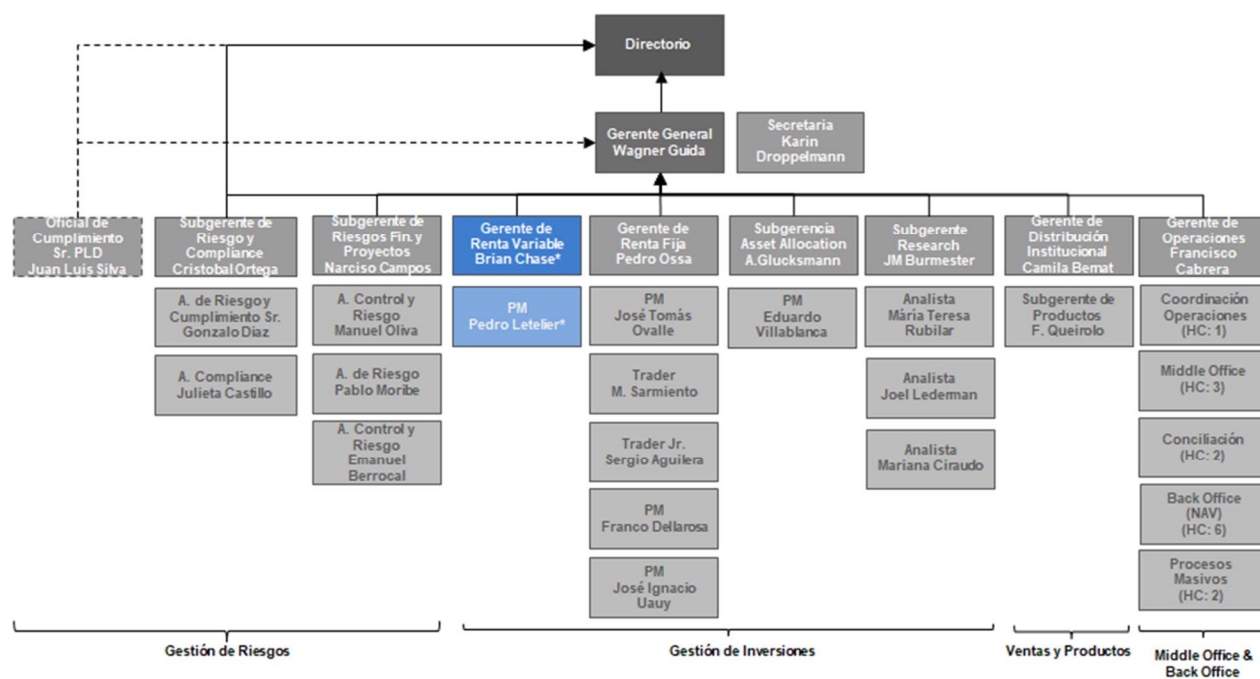 Directorio
Gerente General
Wagner Guida
Secretaria
Karin
Droppelmann
Oficial de
Cumplimiento
Sr. PLD
Juan Luis Silva
Subgerente de
Riesgo y
Compliance
Cristobal Ortega
Subgerente de
Riesgos Fin. y
Proyectos
Narciso Campos
Gerente de
Renta Variable
Brian Chase*
Gerente de
Renta Fija
Pedro Ossa
Subgerencia
Asset Allocation
A.Glucksmann
Subgerente
Research
JM Burmester
Gerente de
Distribución
Institucional
Camila Bernat
Gerente de
Operaciones
Francisco
Cabrera
A. de Riesgo y
Cumplimiento Sr.
Gonzalo Diaz
A. Compliance
Julieta Castillo
A. Control y
Riesgo
Manuel Oliva
A. de Riesgo
Pablo Moribe
A. Control y
Riesgo
Emanuel
Berrocal
PM
Pedro Letelier*
PM
José Tomás
Ovalle
Trader
M. Sarmiento
Trader Jr.
Sergio Aguilera
PM
Franco Dellarosa
PM
José Ignacio
Uauy
PM
Eduardo
Villablanca
Analista
Máría Teresa
Rubilar
Analista
Joel Lederman
Analista
Mariana Ciraudo
Subgerente de
Productos
F. Queirolo
Coordinación
Operaciones
(HC: 1)
Middle Office
(HC: 3)
Conciliación
(HC: 2)
Back Office
(NAV)
(HC: 6)
Procesos
Masivos
(HC: 2)
Gestión de Riesgos
Gestión de Inversiones
Ventas y Productos
Middle Office &
Back Office